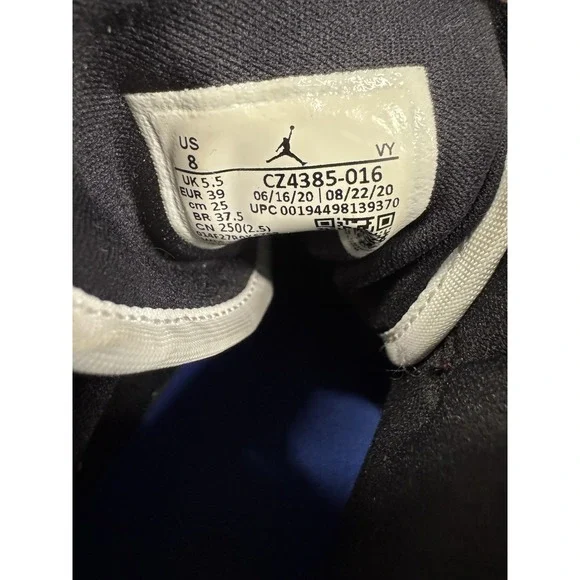 US
8
VY
UK 5.5
EUR 39
cm 25
BR 37.5
CN 250(2.5)
CZ4385-016
06/16/20 | 08/22/20
UPC 00194498139370